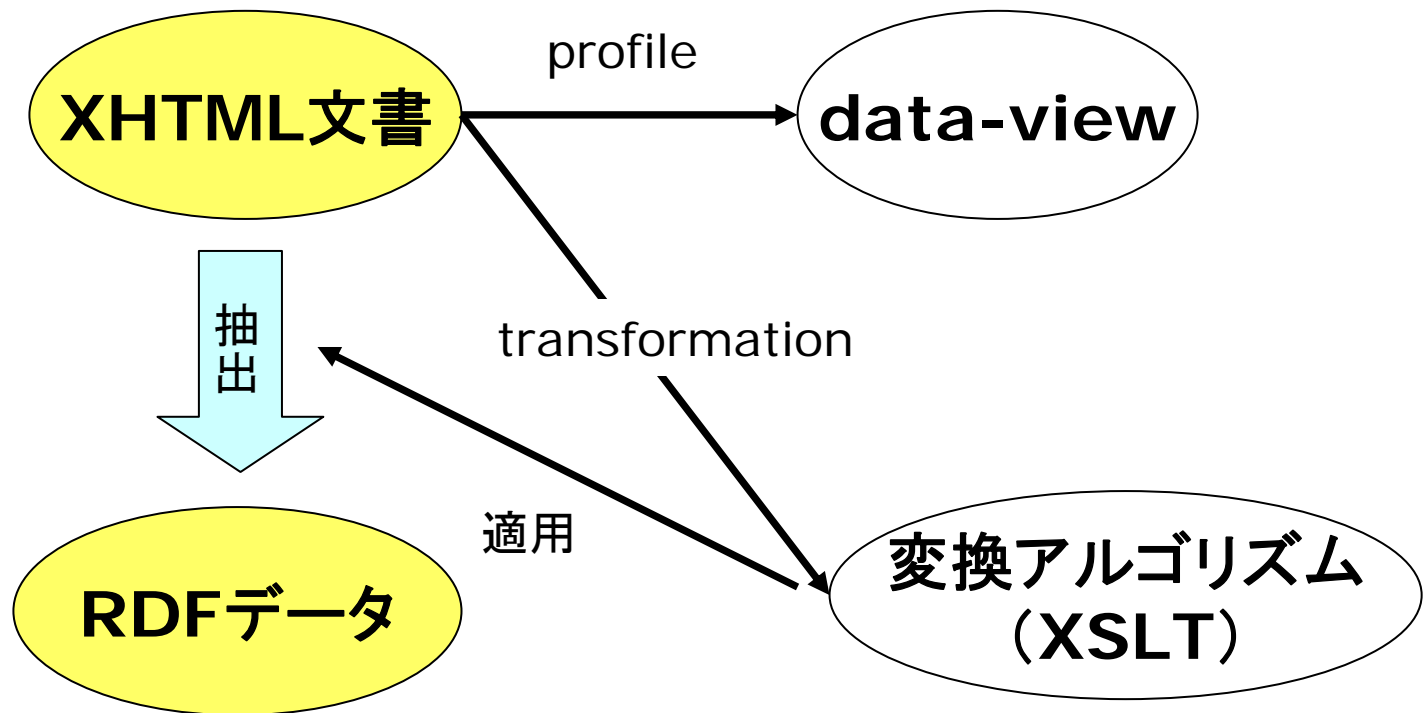 profile
XHTML文書
data-view
抽
出
transformation
適用
変換アルゴリズム
（XSLT）
RDFデータ